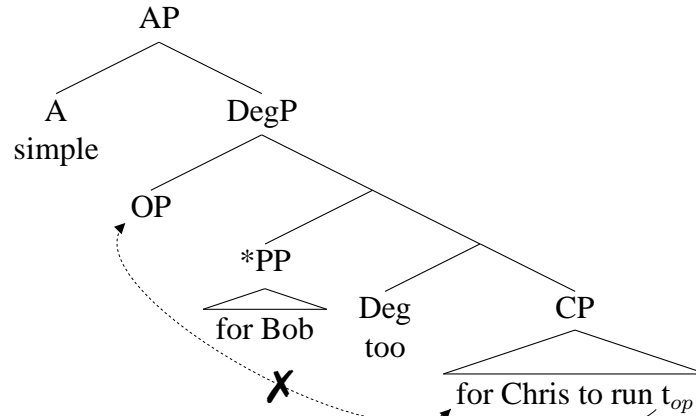 AP
A
DegP
simple
OP
*PP
Deg
CP
for Bob
too
for Chris to run t_op
✗